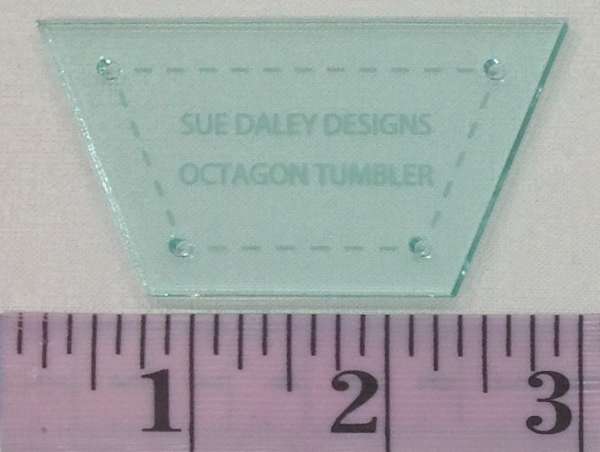 SUE DALEY DESIGNS
OCTAGON TUMBLER
1 2 3